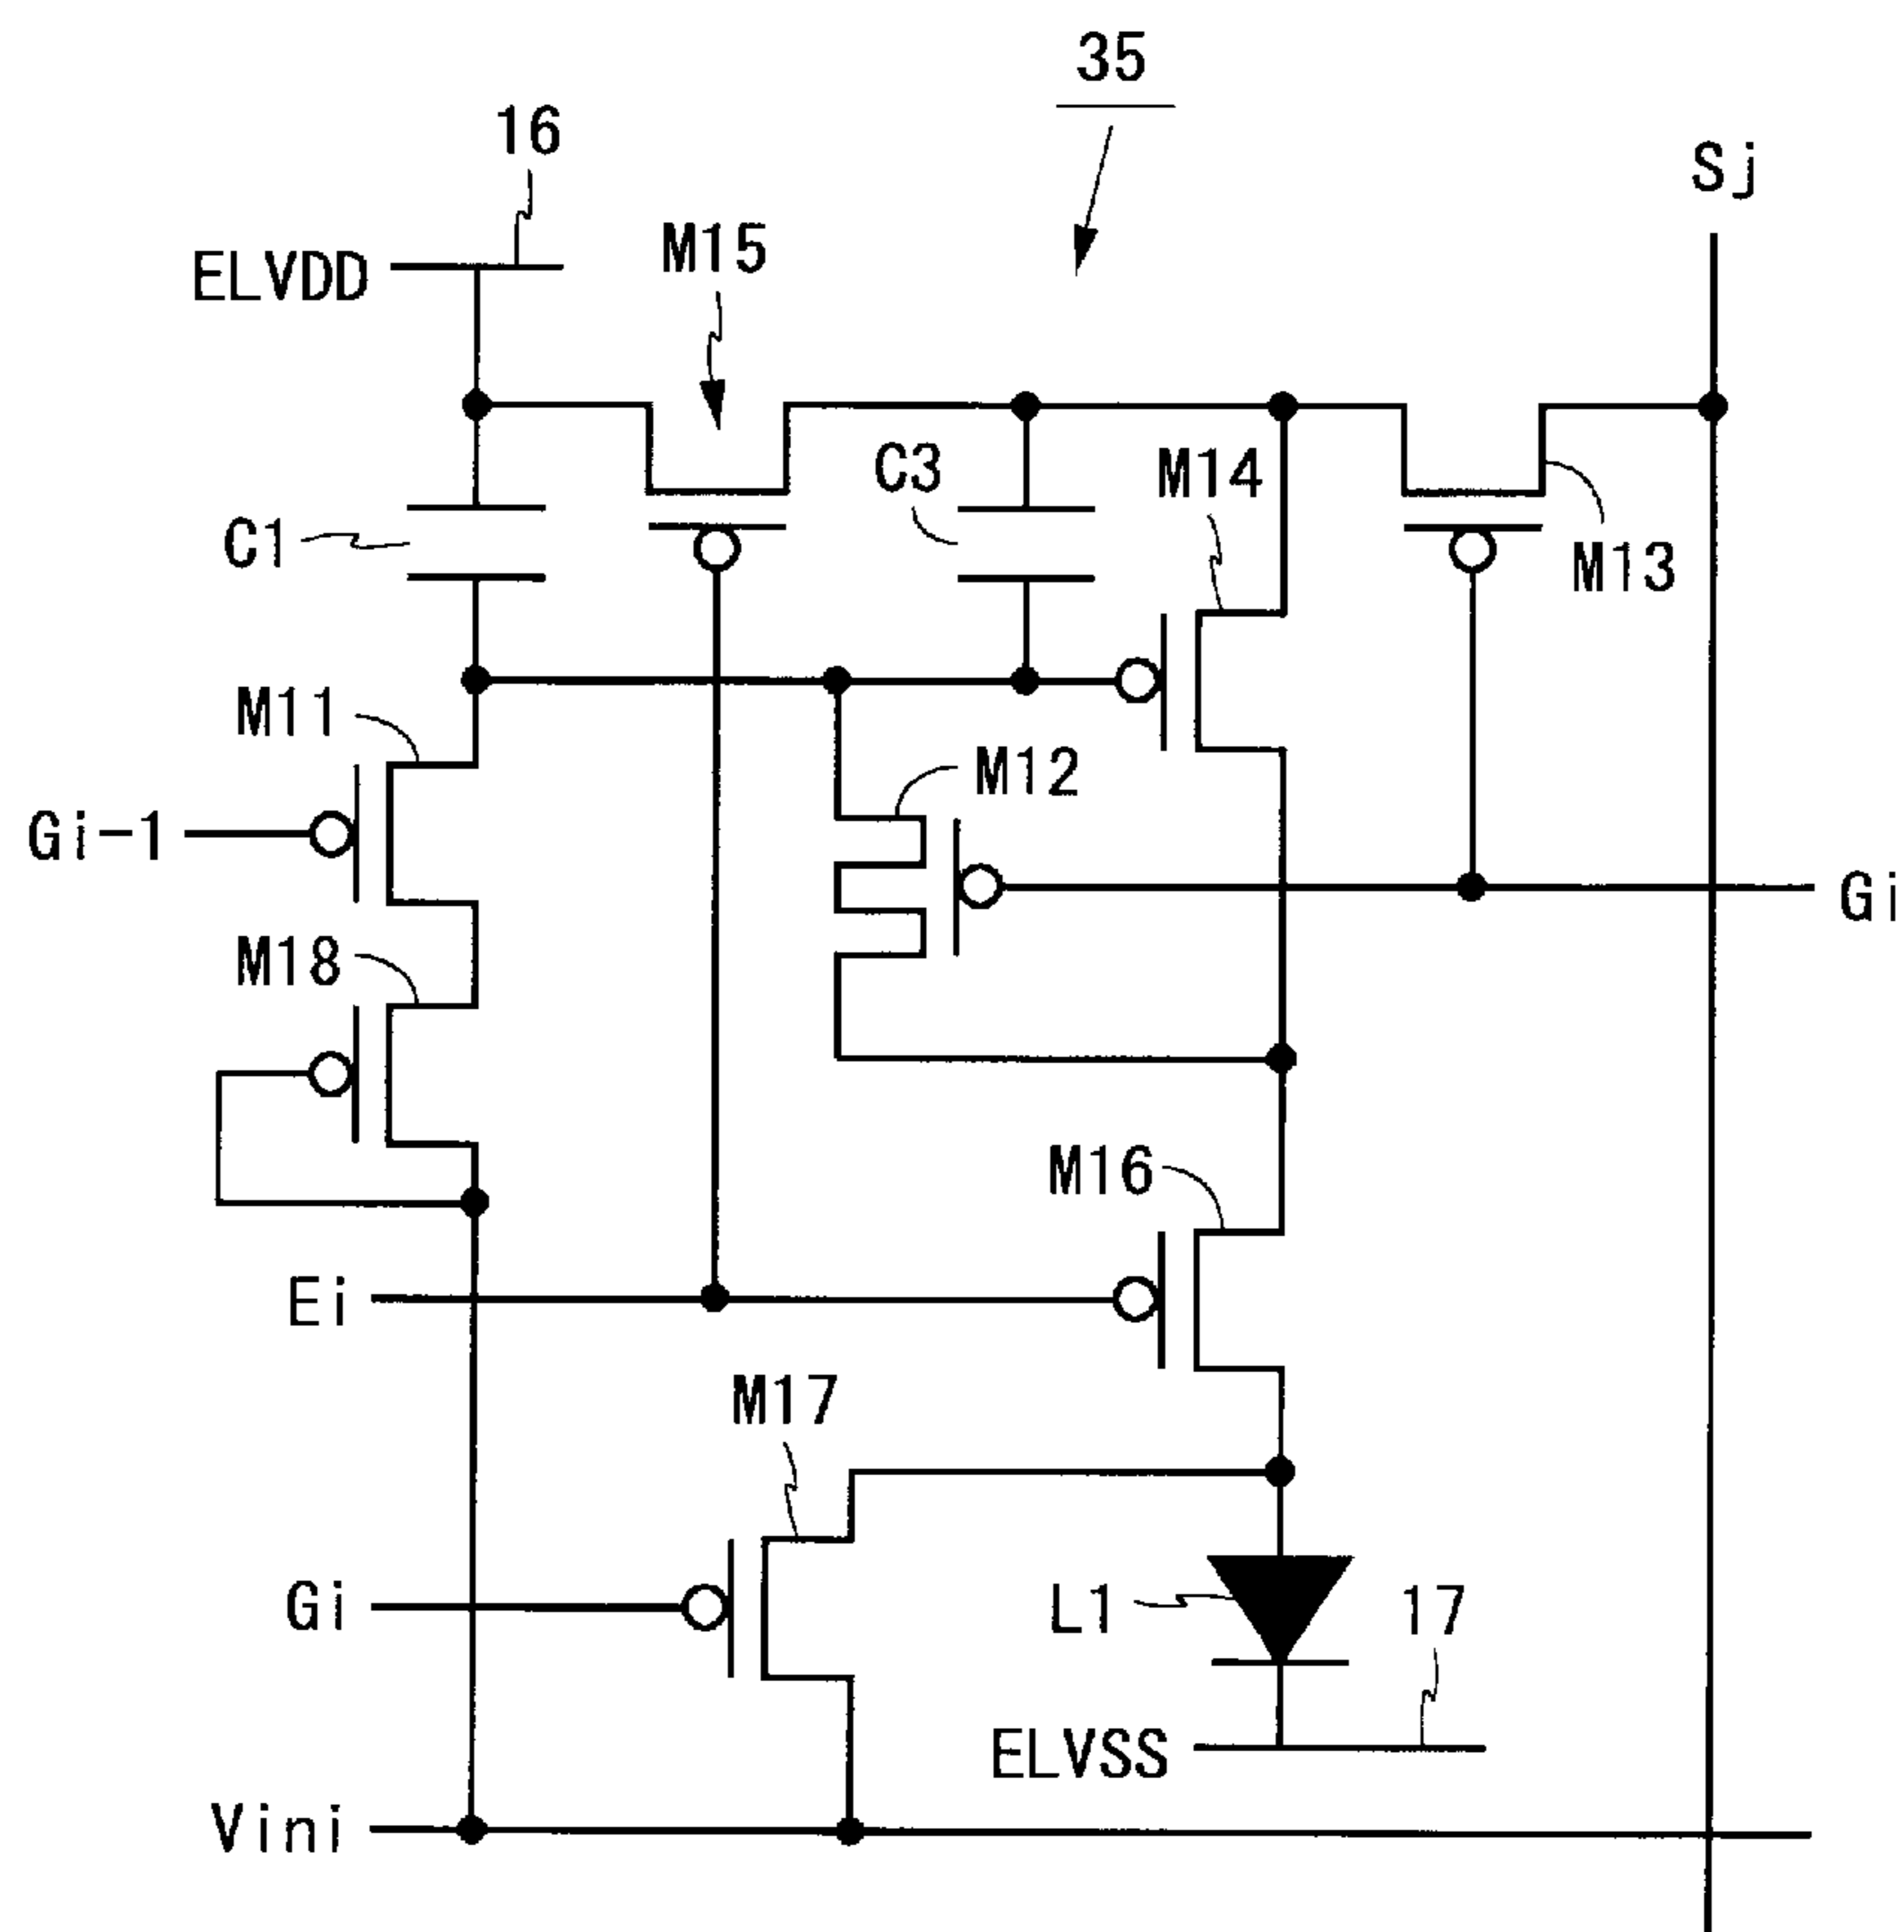 35
16
Sj
M15
ELVDD
C3
M14
C1
M13
M11
M12
Gi-1
Gi
M18
M16
Ei
M17
Gi
L1
17
ELVSS
Vini